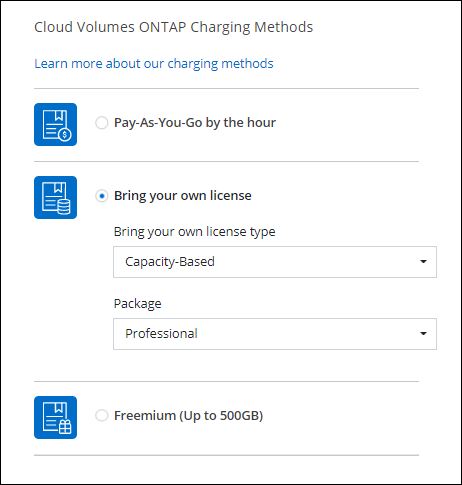 Cloud Volumes ONTAP Charging Methods
Learn more about our charging methods
Pay-As-You-Go by the hour
Bring your own license
Bring your own license type
Capacity-Based
Package
Professional
Freemium (Up to 500GB)